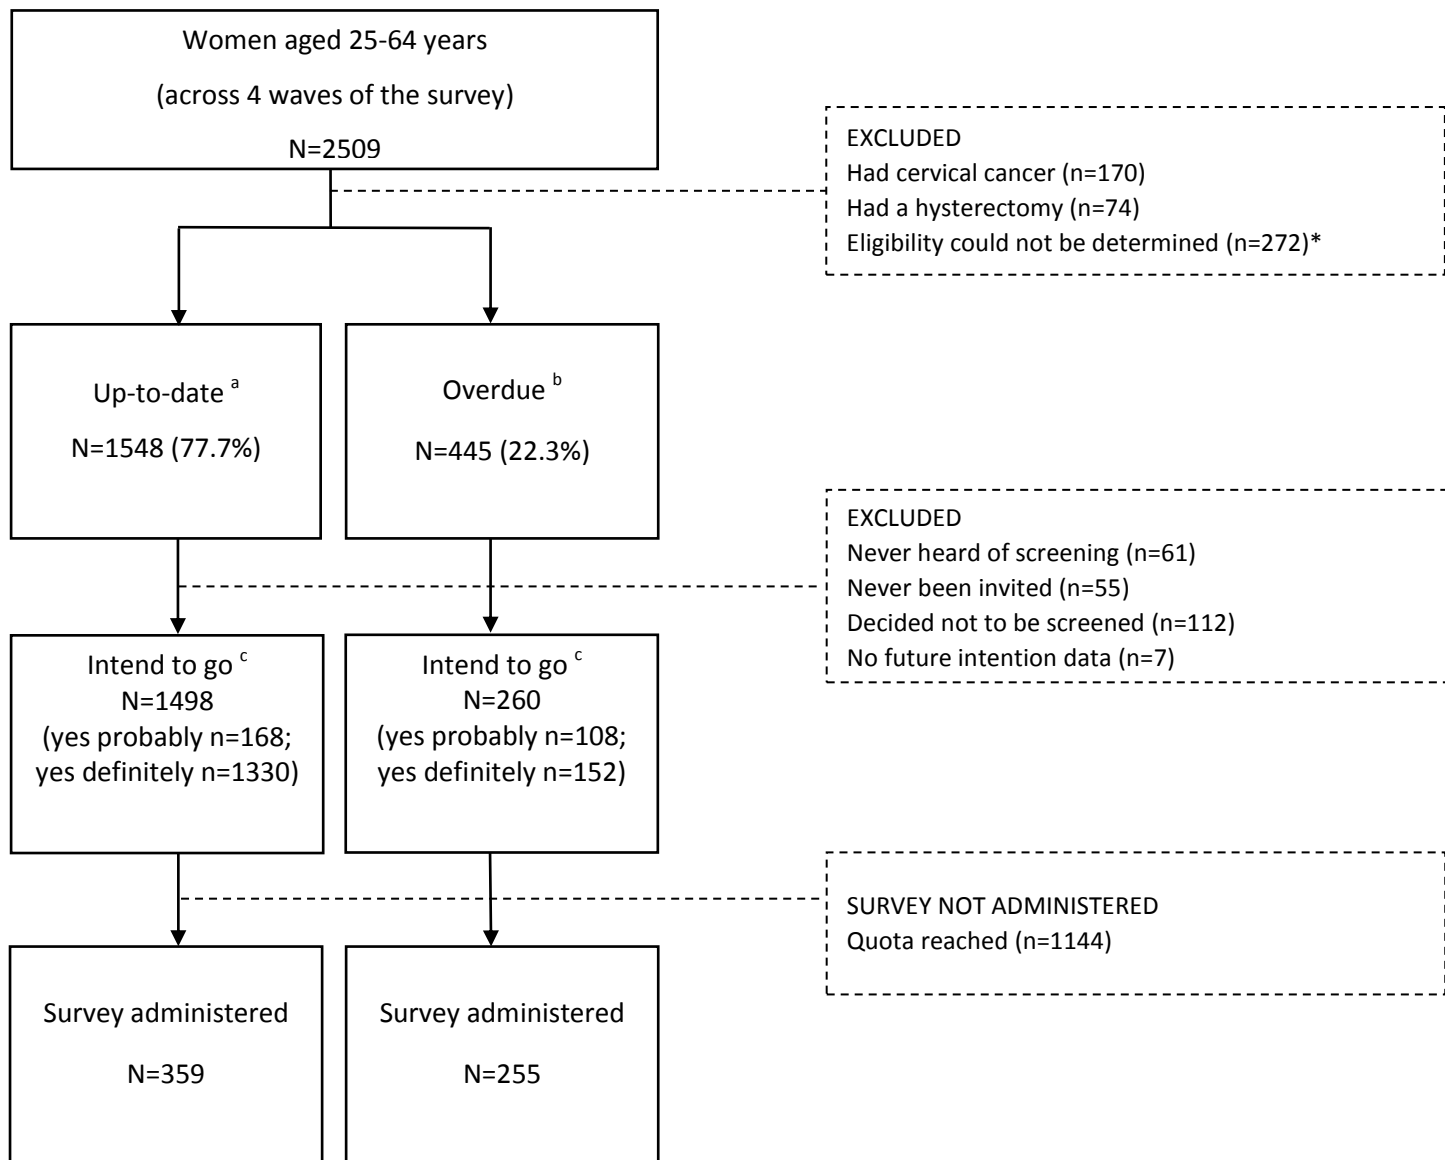 Women aged 25-64 years
(across 4 waves of the survey)
N=2509
EXCLUDED
Had cervical cancer (n=170)
Had a hysterectomy (n=74)
Eligibility could not be determined (n=272)*
Up-to-date a
N=1548 (77.7%)
Overdue b
N=445 (22.3%)
EXCLUDED
Never heard of screening (n=61)
Never been invited (n=55)
Decided not to be screened (n=112)
No future intention data (n=7)
Intend to go c
N=1498
(yes probably n=168;
yes definitely n=1330)
Intend to go c
N=260
(yes probably n=108;
yes definitely n=152)
SURVEY NOT ADMINISTERED
Quota reached (n=1144)
Survey administered
N=359
Survey administered
N=255